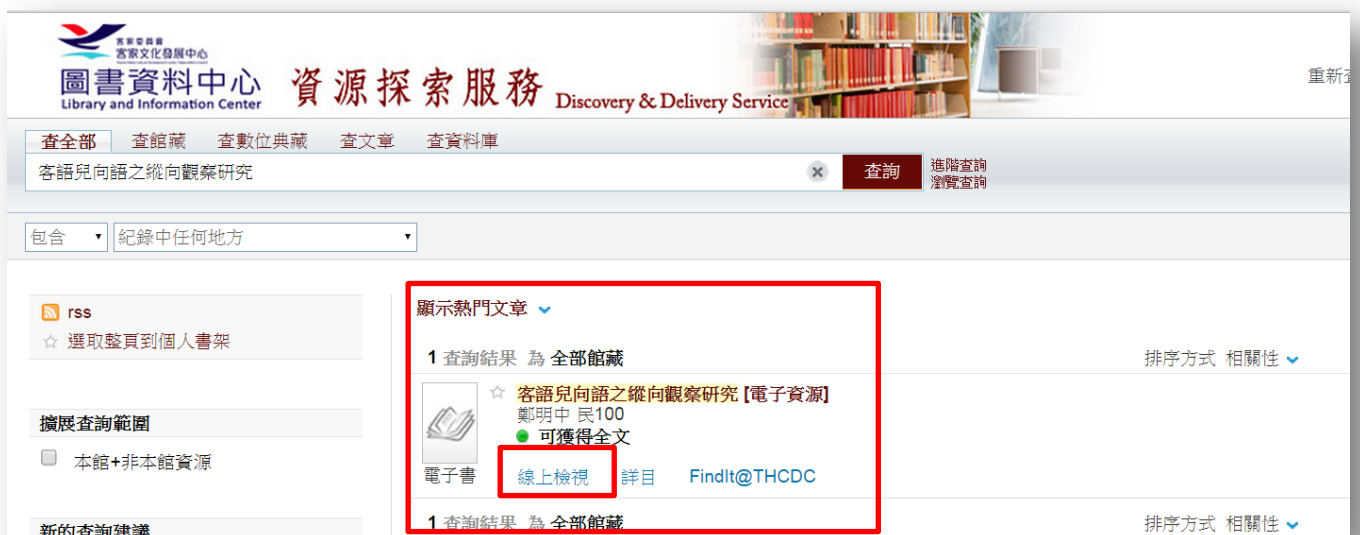 客家委員會
客家文化發展中心
圖書資料中心
Library and Information Center
資源探索服務 Discovery & Delivery Service
重新
查全部 查館藏 查數位典藏 查文章 查資料庫
客語兒向語之縱向觀察研究
查詢
進階查詢
瀏覽查詢
包含 紀錄中任何地方
rss
選取整頁到個人書架
擴展查詢範圍
本館+非本館資源
新的查詢建議
顯示熱門文章
1 查詢結果 為 全部館藏 排序方式 相關性
客語兒向語之縱向觀察研究 [電子資源]
鄭明中 民100
可獲得全文
電子書 線上檢視 詳目 FindIt@THCDC
1 查詢結果 為 全部館藏 排序方式 相關性